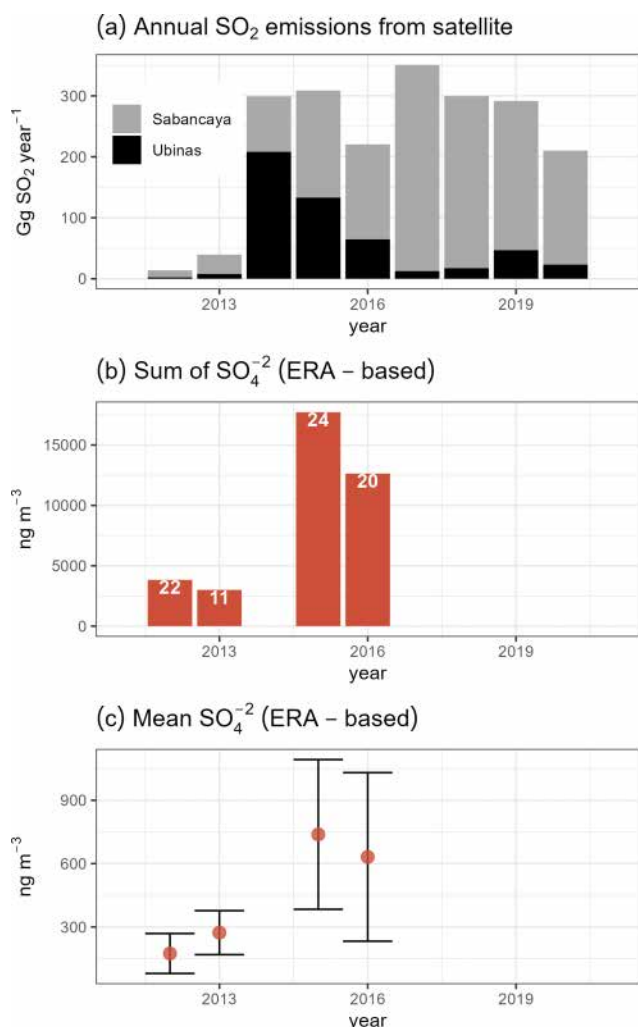 (a) Annual SO₂ emissions from satellite
Gg SO₂ year⁻¹
300
200
100
0
Sabancaya
Ubinas
2013
2016
2019
year
(b) Sum of SO₄⁻² (ERA – based)
ng m⁻³
15000
10000
5000
0
22
11
24
20
2013
2016
2019
year
(c) Mean SO₄⁻² (ERA – based)
ng m⁻³
900
600
300
2013
2016
2019
year